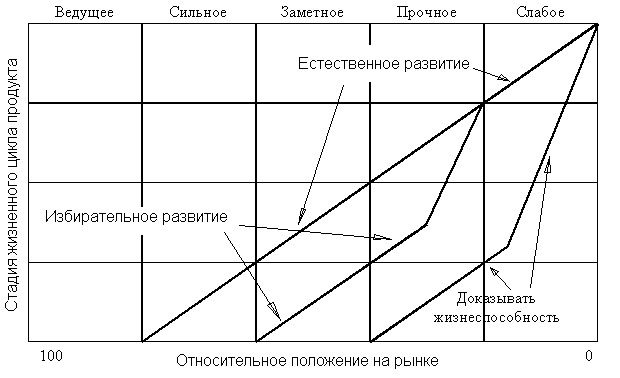 Ведущее Сильное Заметное Прочное Слабое
Естественное развитие
Стадия жизненного цикла продукта
Избирательное развитие
Доказывать
жизнеспособность
100 0
Относительное положение на рынке